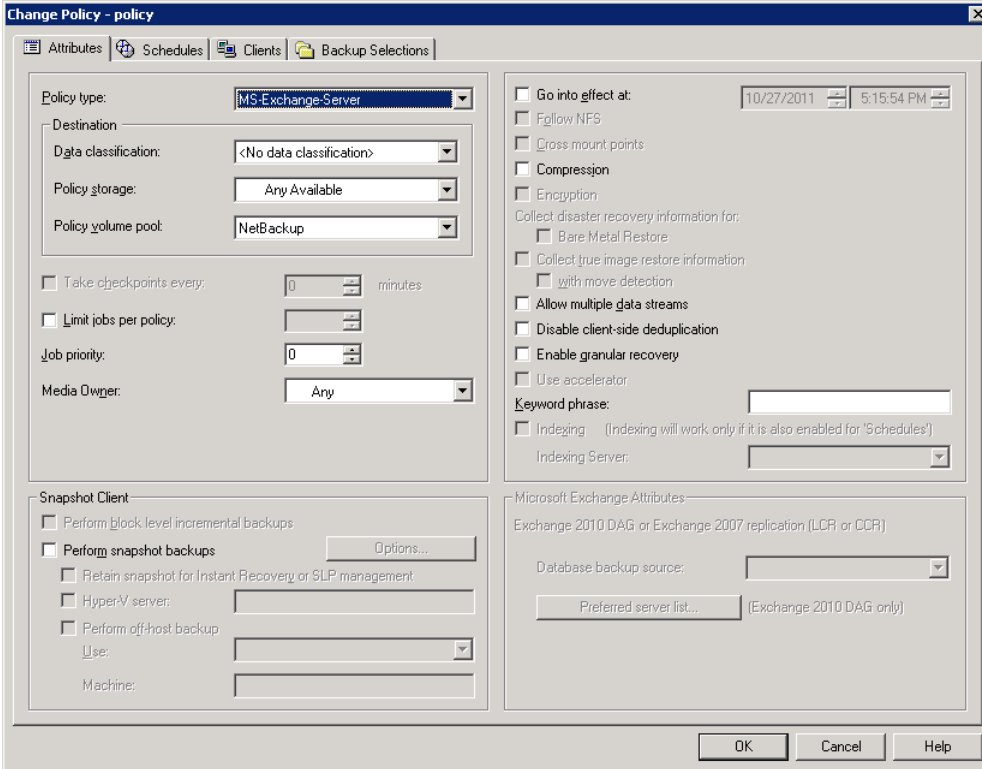 Change Policy - policy
Attributes
Schedules
Clients
Backup Selections
Policy type:
MS-Exchange-Server
Destination
Data classification:
<No data classification>
Policy storage:
Any Available
Policy volume pool:
NetBackup
Take checkpoints every:
0
minutes
Limit jobs per policy:
Job priority:
0
Media Owner:
Any
Go into effect at:
10/27/2011
5:15:54 PM
Follow NFS
Cross mount points
Compression
Encryption
Collect disaster recovery information for:
Bare Metal Restore
Collect true image restore information
with move detection
Allow multiple data streams
Disable client-side deduplication
Enable granular recovery
Use accelerator
Keyword phrase:
Indexing (Indexing will work only if it is also enabled for 'Schedules')
Indexing Server:
Snapshot Client
Perform block level incremental backups
Perform snapshot backups
Options...
Retain snapshot for Instant Recovery or SLP management
Hyper-V server:
Perform off-host backup
Use:
Machine:
Microsoft Exchange Attributes
Exchange 2010 DAG or Exchange 2007 replication (LCR or CCR)
Database backup source:
Preferred server list...
(Exchange 2010 DAG only)
OK
Cancel
Help